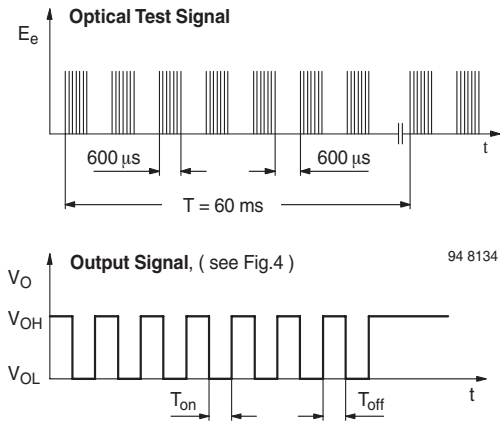 Optical Test Signal
Ee
t
600 μs
600 μs
T = 60 ms
Output Signal, ( see Fig.4 )
94 8134
VO
VOH
VOL
Ton
Toff
t